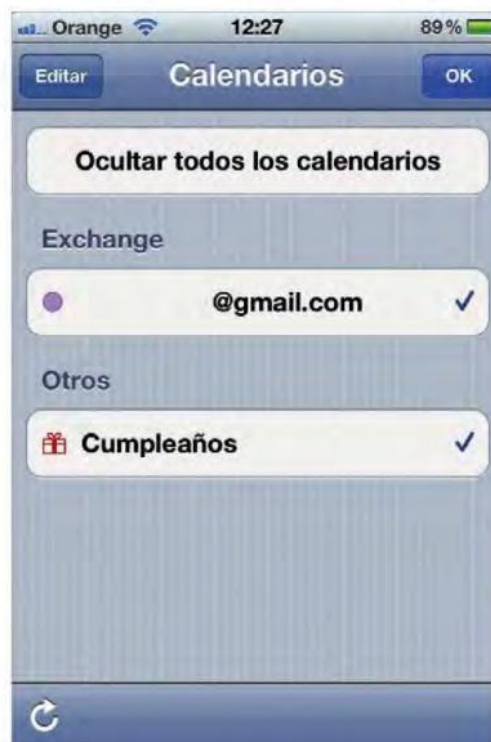 Orange 12:27 89%
Editar Calendarios OK
Ocultar todos los calendarios
Exchange
@gmail.com
Otros
Cumpleaños